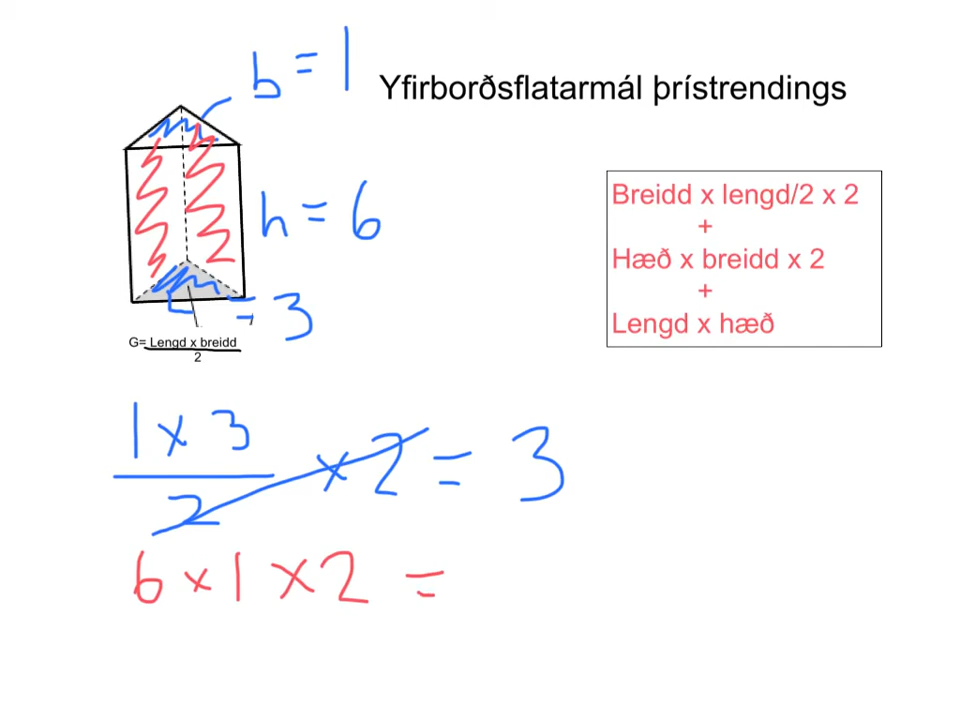 b = 1
Yfirborðsflatarmál þrístrendings
h = 6
L = 3
G= Lengd x breidd
2
Breidd x lengd/2 x 2
+
Hæð x breidd x 2
+
Lengd x hæð
1 x 3
2
x 2 = 3
6 x 1 x 2 =